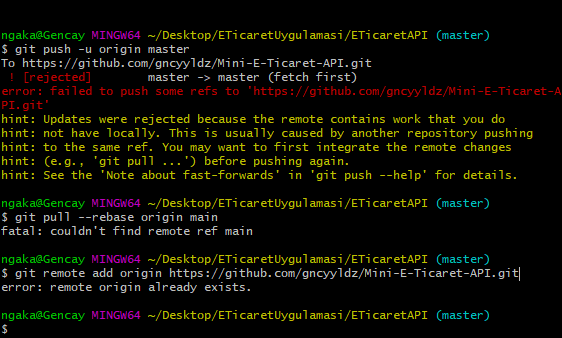 ngaka@Gencay MINGW64 ~/Desktop/ETicaretUygulamasi/ETicaretAPI (master)
$ git push -u origin master
To https://github.com/gncyyldz/Mini-E-Ticaret-API.git
 ! [rejected]        master -> master (fetch first)
error: failed to push some refs to 'https://github.com/gncyyldz/Mini-E-Ticaret-A
PI.git'
hint: Updates were rejected because the remote contains work that you do
hint: not have locally. This is usually caused by another repository pushing
hint: to the same ref. You may want to first integrate the remote changes
hint: (e.g., 'git pull ...') before pushing again.
hint: See the 'Note about fast-forwards' in 'git push --help' for details.
ngaka@Gencay MINGW64 ~/Desktop/ETicaretUygulamasi/ETicaretAPI (master)
$ git pull --rebase origin main
fatal: couldn't find remote ref main
ngaka@Gencay MINGW64 ~/Desktop/ETicaretUygulamasi/ETicaretAPI (master)
$ git remote add origin https://github.com/gncyyldz/Mini-E-Ticaret-API.git
error: remote origin already exists.
ngaka@Gencay MINGW64 ~/Desktop/ETicaretUygulamasi/ETicaretAPI (master)
$